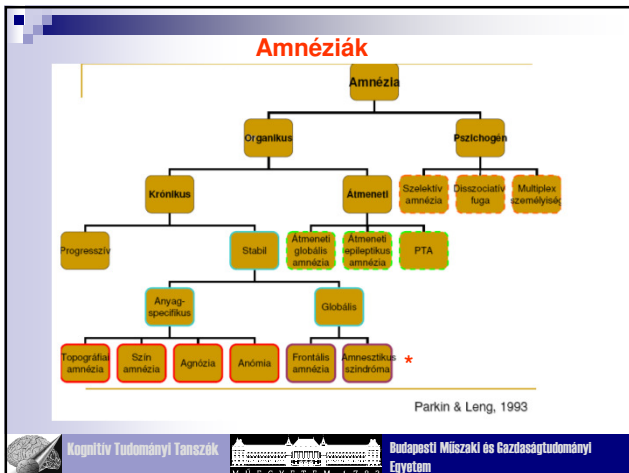 Amnéziák
Amnézia
Organikus
Pszichogén
Krónikus
Átmeneti
Szelektív
amnézia
Disszociatív
fuga
Multiplex
személyiség
Progresszív
Stabil
Átmeneti
globális
amnézia
Átmeneti
epileptikus
amnézia
PTA
Anyag-
specifikus
Globális
Topográfiai
amnézia
Szín
amnézia
Agnózia
Anómia
Frontális
amnézia
Amnesztikus
szindróma
*
Parkin & Leng, 1993
Kognitív Tudományi Tanszék
MŰEGYETEM 1782
Budapesti Műszaki és Gazdaságtudományi
Egyetem